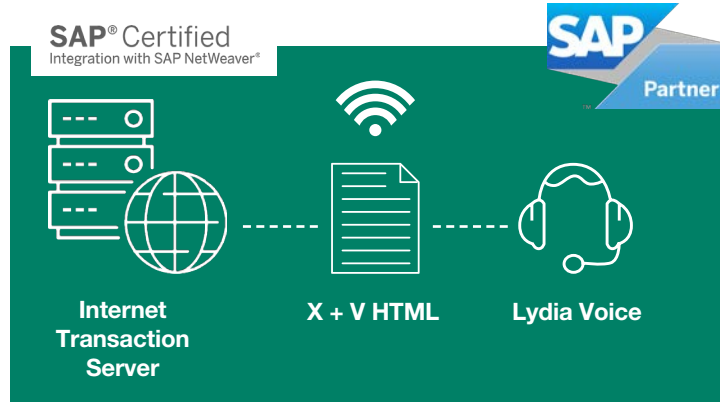 SAP® Certified
Integration with SAP NetWeaver®
SAP
Partner
Internet
Transaction
Server
X + V HTML
Lydia Voice